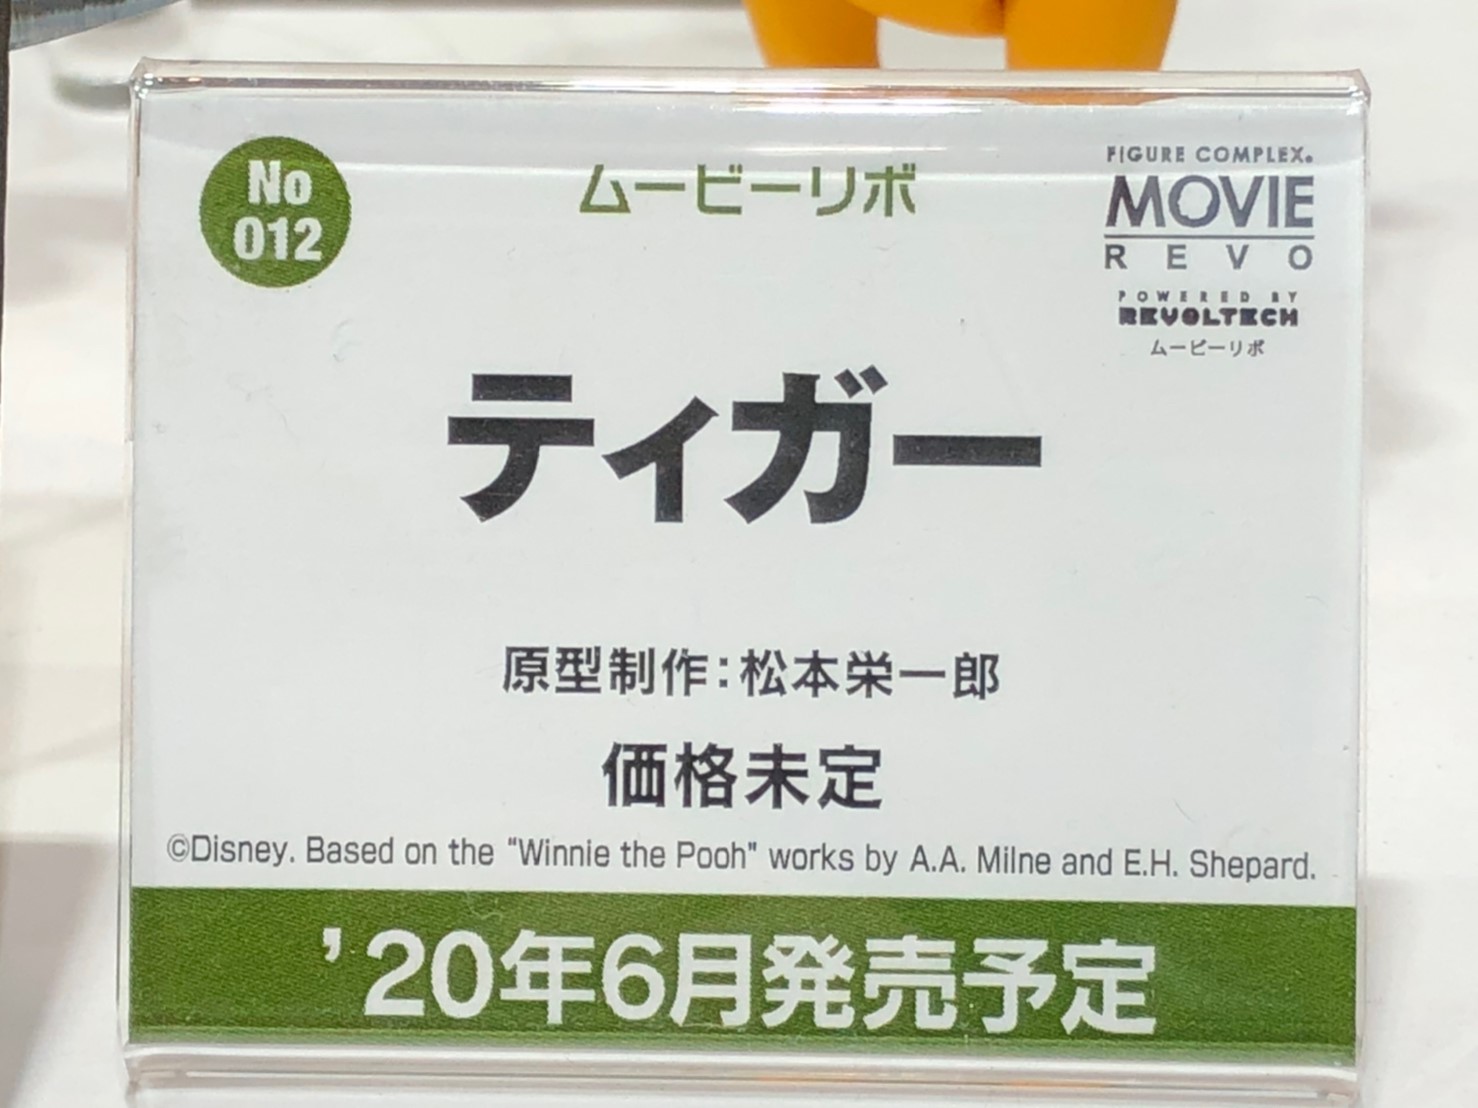 No
012
ムービーリボ
FIGURE COMPLEX.
MOVIE
REVO
POWERED BY
REVOLTECH
ムービーリボ
ティガー
原型制作:松本栄一郎
価格未定
©Disney. Based on the "Winnie the Pooh" works by A.A. Milne and E.H. Shepard.
'20年6月発売予定